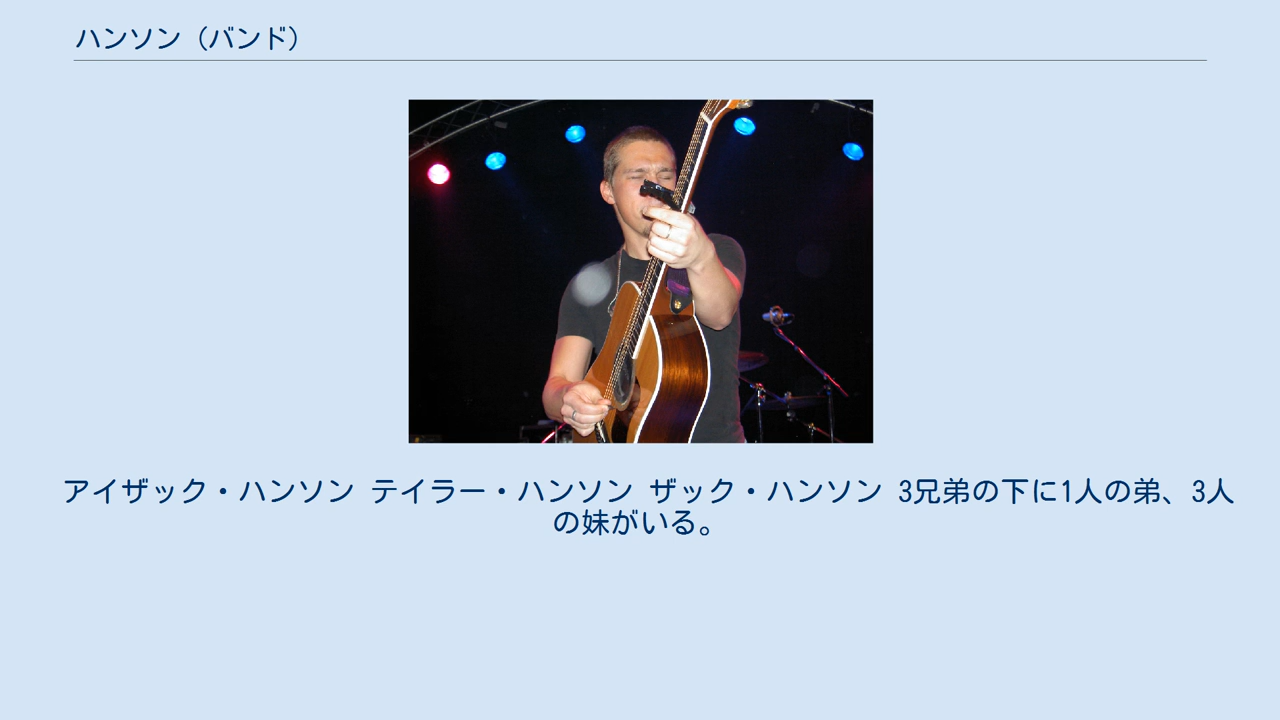 ハンソン（バンド）
アイザック・ハンソン テイラー・ハンソン ザック・ハンソン 3兄弟の下に1人の弟、3人
の妹がいる。